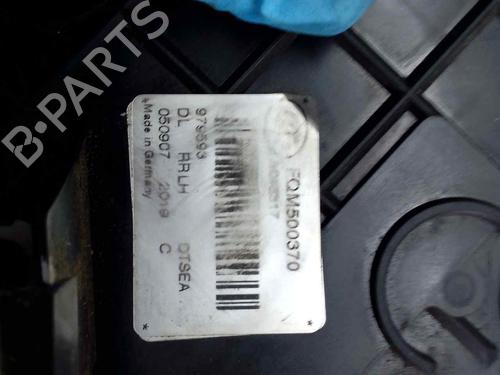 B-PARTS
FQM500370
979593
DL RRLH DTSEA
050907 2019 C
Made in Germany